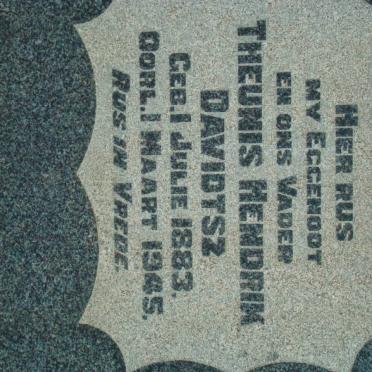 HIER RUS
MY EGGENOOT
EN ONS VADER
THEUNIS HENDRIK
DAVIDTSZ
GEB. 1 JULIE 1883.
OORL. 1 MAART 1945.
RUS IN VREDE.